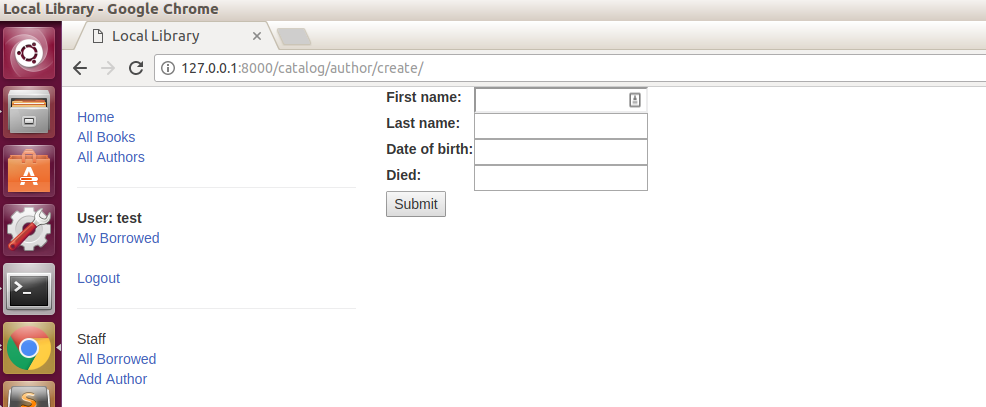 Local Library - Google Chrome
Local Library
127.0.0.1:8000/catalog/author/create/
Home
All Books
All Authors
User: test
My Borrowed
Logout
Staff
All Borrowed
Add Author
First name:
Last name:
Date of birth:
Died:
Submit